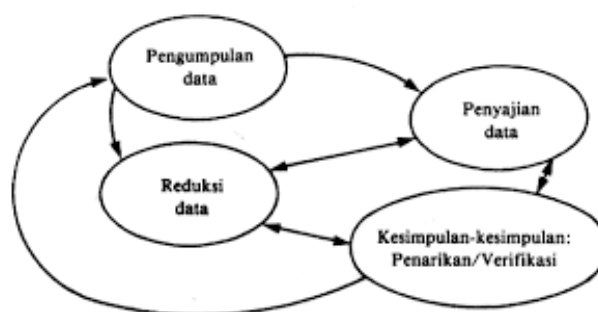 Pengumpulan
data
Penyajian
data
Reduksi
data
Kesimpulan-kesimpulan:
Penarikan/Verifikasi